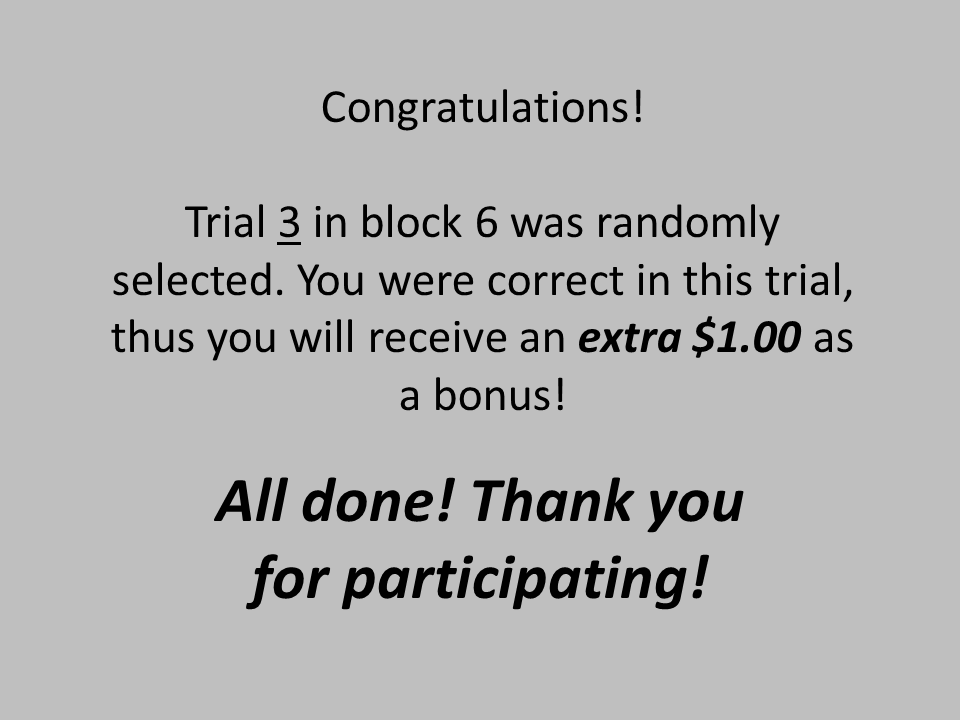 Congratulations!
Trial 3 in block 6 was randomly
selected. You were correct in this trial,
thus you will receive an extra $1.00 as
a bonus!
All done! Thank you
for participating!